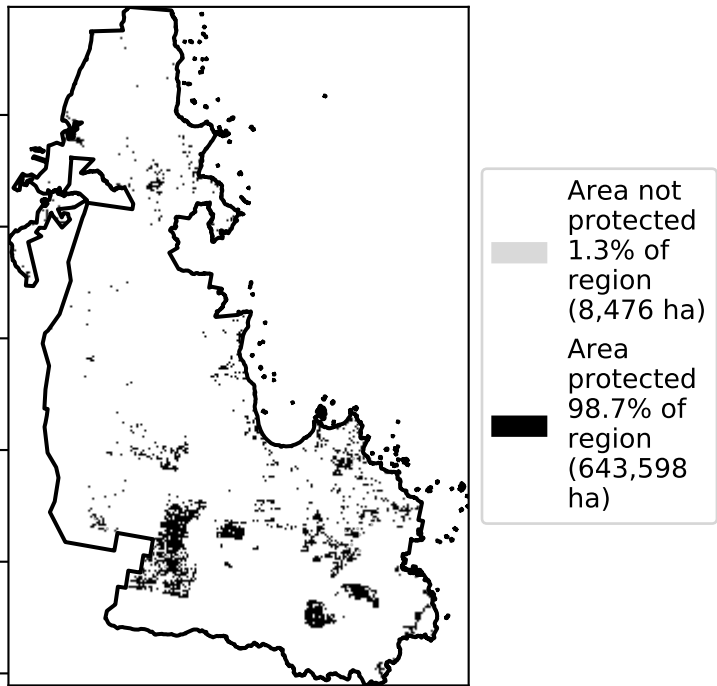 Area not
protected
1.3% of
region
(8,476 ha)
Area
protected
98.7% of
region
(643,598
ha)